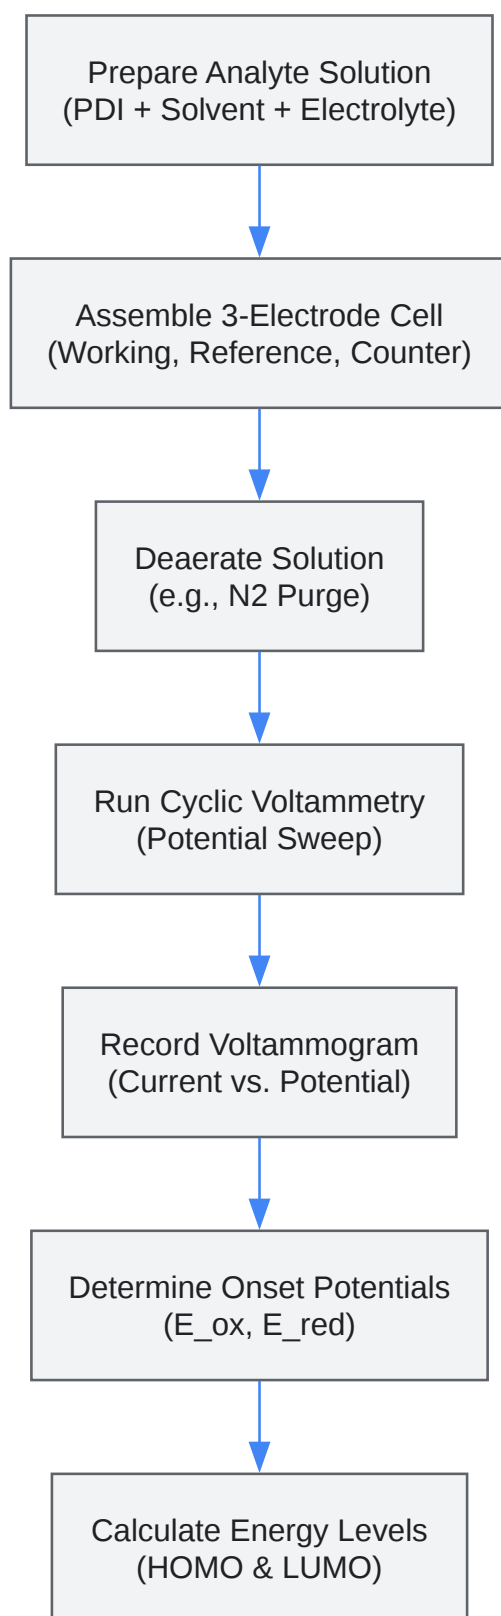 Prepare Analyte Solution
(PDI + Solvent + Electrolyte)
Assemble 3-Electrode Cell
(Working, Reference, Counter)
Deaerate Solution
(e.g., N2 Purge)
Run Cyclic Voltammetry
(Potential Sweep)
Record Voltammogram
(Current vs. Potential)
Determine Onset Potentials
(E_ox, E_red)
Calculate Energy Levels
(HOMO & LUMO)